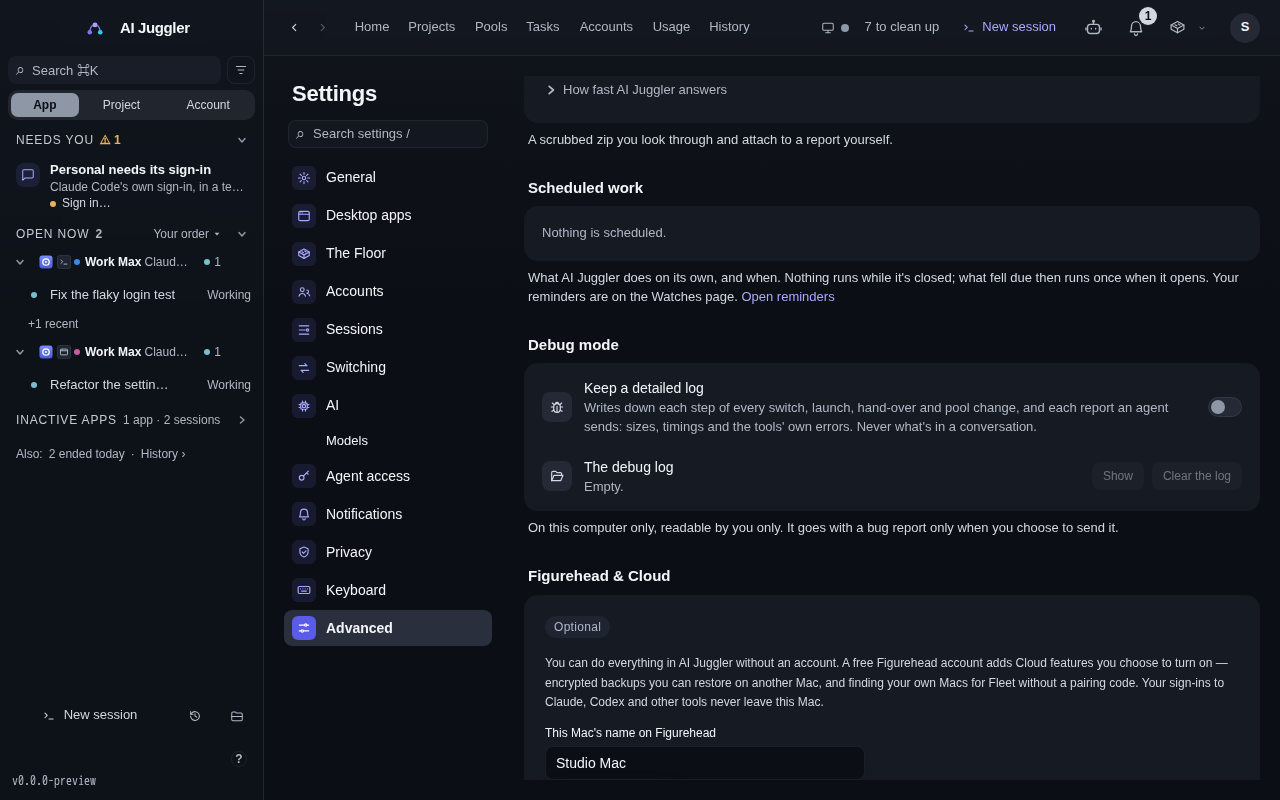 AI Juggler
Search ⌘K
App
Project
Account
NEEDS YOU 1
Personal needs its sign-in
Claude Code's own sign-in, in a te…
Sign in…
OPEN NOW 2
Your order
Work Max Claud…
1
Fix the flaky login test
Working
+1 recent
Work Max Claud…
1
Refactor the settin…
Working
INACTIVE APPS 1 app · 2 sessions
Also: 2 ended today · History ›
New session
?
v0.0.0-preview
Home
Projects
Pools
Tasks
Accounts
Usage
History
7 to clean up
New session
1
S
Settings
Search settings /
General
Desktop apps
The Floor
Accounts
Sessions
Switching
AI
Models
Agent access
Notifications
Privacy
Keyboard
Advanced
How fast AI Juggler answers
A scrubbed zip you look through and attach to a report yourself.
Scheduled work
Nothing is scheduled.
What AI Juggler does on its own, and when. Nothing runs while it's closed; what fell due then runs once when it opens. Your
reminders are on the Watches page. Open reminders
Debug mode
Keep a detailed log
Writes down each step of every switch, launch, hand-over and pool change, and each report an agent
sends: sizes, timings and the tools' own errors. Never what's in a conversation.
The debug log
Empty.
Show
Clear the log
On this computer only, readable by you only. It goes with a bug report only when you choose to send it.
Figurehead & Cloud
Optional
You can do everything in AI Juggler without an account. A free Figurehead account adds Cloud features you choose to turn on —
encrypted backups you can restore on another Mac, and finding your own Macs for Fleet without a pairing code. Your sign-ins to
Claude, Codex and other tools never leave this Mac.
This Mac's name on Figurehead
Studio Mac